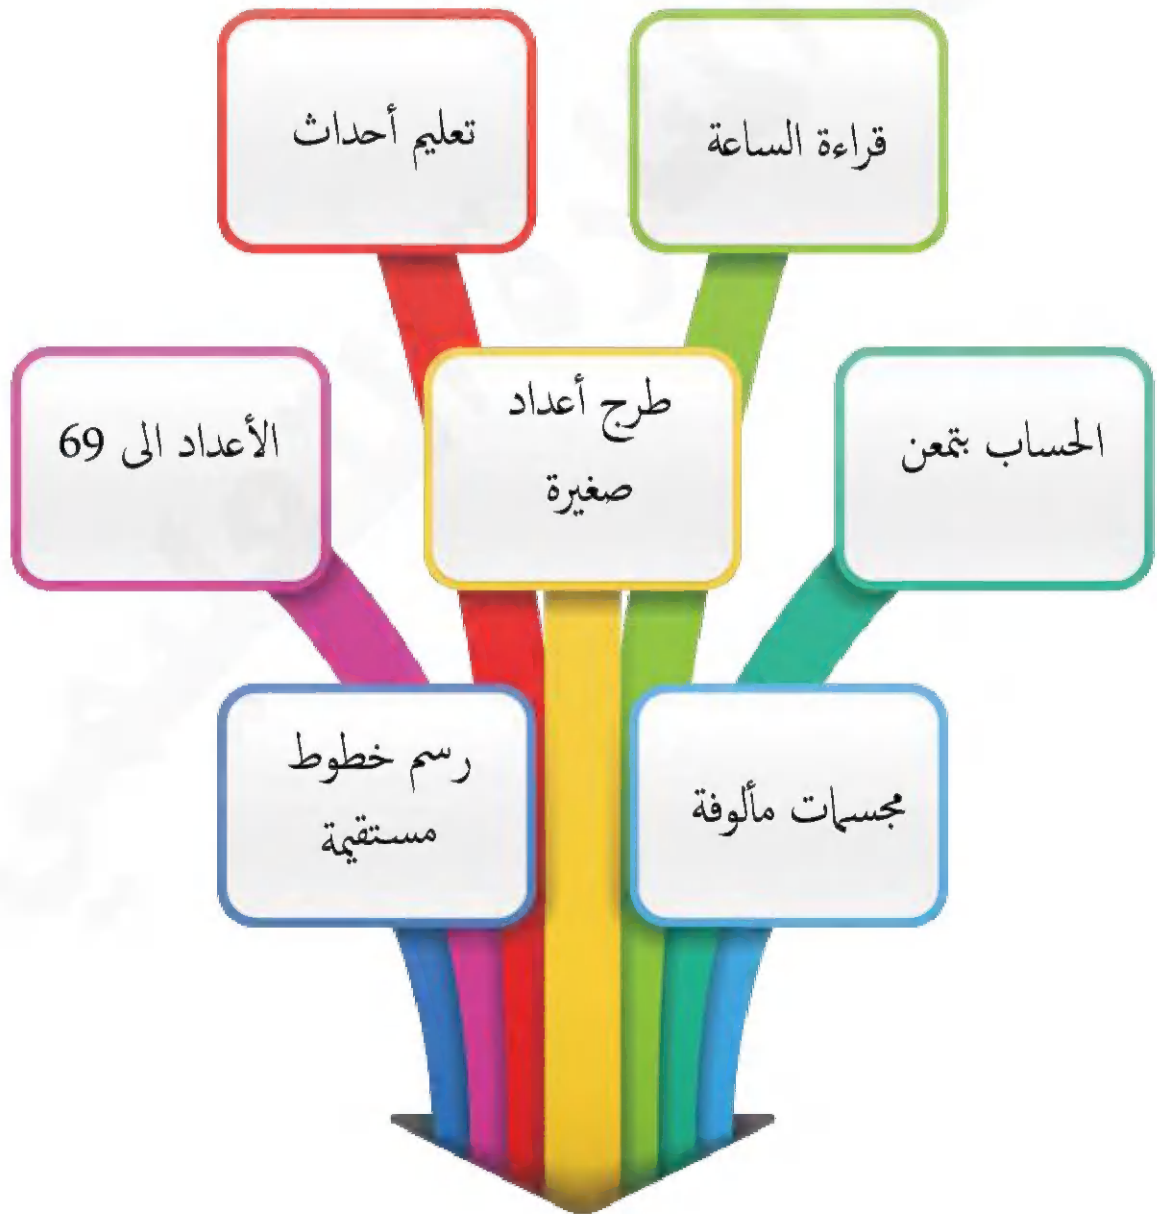 قراءة الساعة
تعليم أحداث
الحساب بتمعن
طرح أعداد
صغيرة
الأعداد الى 69
مجسمات مألوفة
رسم خطوط
مستقيمة